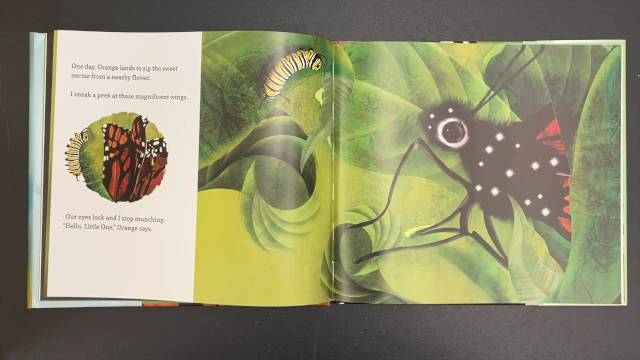 One day, Orange lands to sip the sweet
nectar from a nearby flower.
I sneak a peek at those magnificent wings.
Our eyes lock and I stop munching.
"Hello, Little One," Orange says.